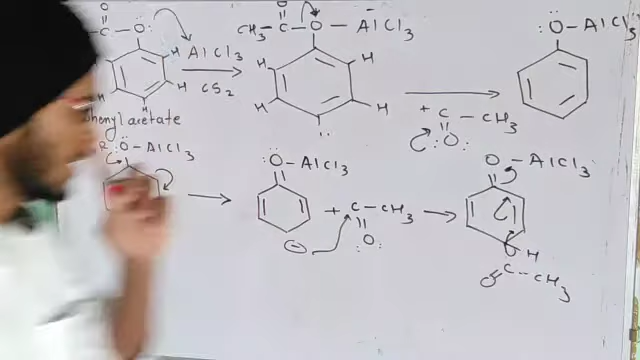 O
C - O - AlCl3
CS2
H
H
H
H
phenyl acetate
O
CH3 - C - O - AlCl3
H
H
H
H
+
C - CH3
O
O - AlCl3
O - AlCl3
O - AlCl3
+ C - CH3
O
O - AlCl3
H
C - CH3
O